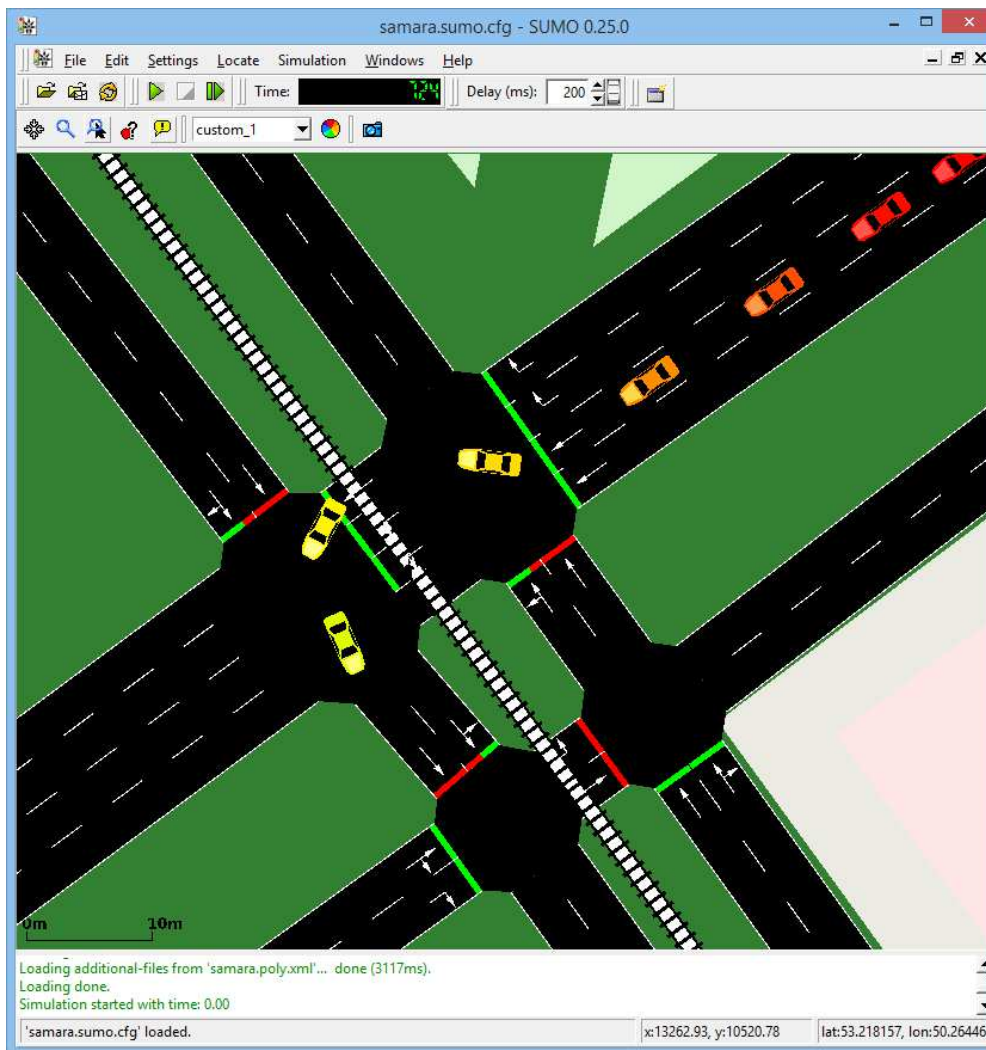 samara.sumo.cfg - SUMO 0.25.0
File Edit Settings Locate Simulation Windows Help
Time: 724 Delay (ms): 200
custom_1
0m 10m
Loading additional-files from 'samara.poly.xml'... done (3117ms).
Loading done.
Simulation started with time: 0.00
'samara.sumo.cfg' loaded. x:13262.93, y:10520.78 lat:53.218157, lon:50.26446